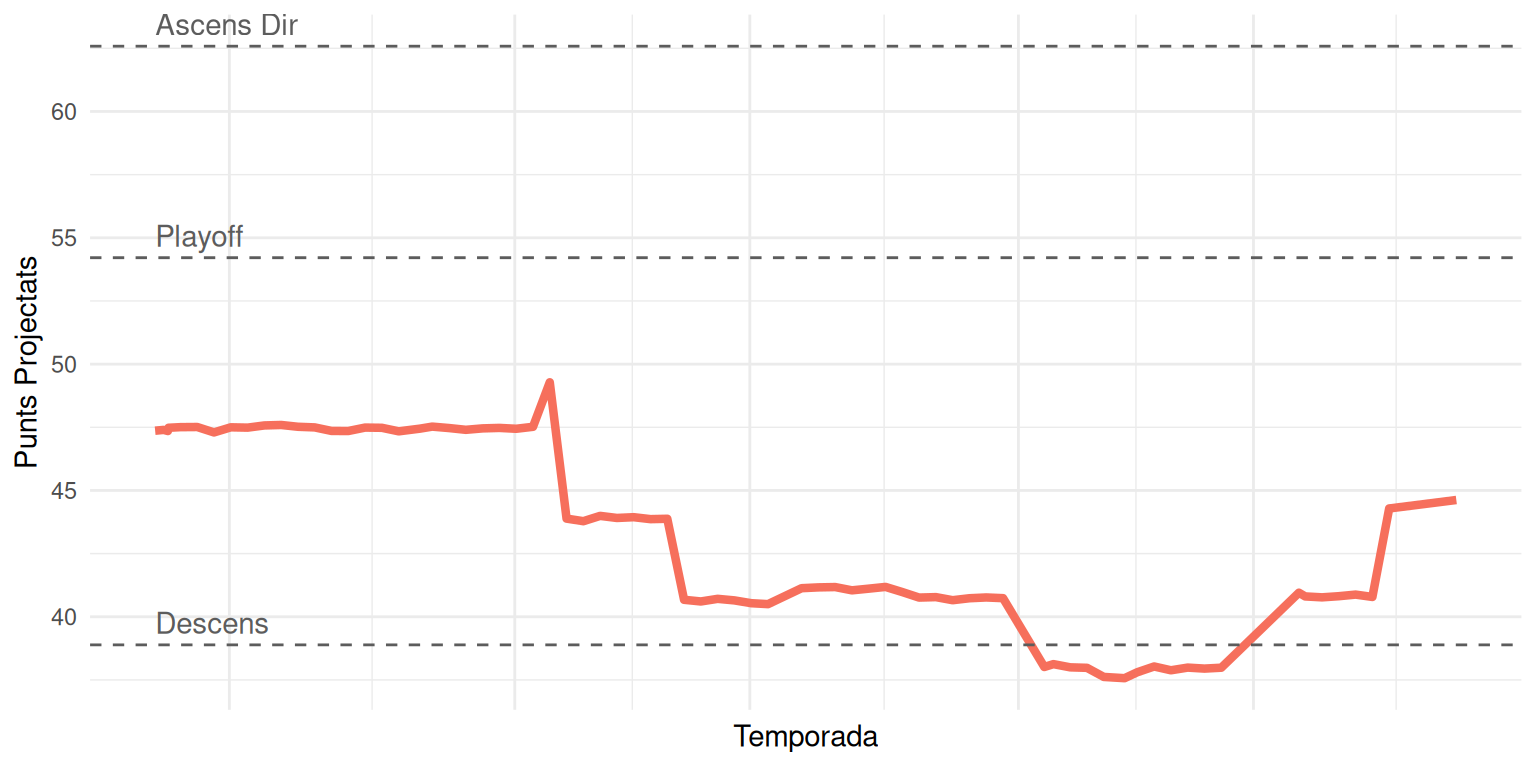 Ascens Dir
60
Playoff
55
50
45
40
Descens
Punts Projectats
Temporada